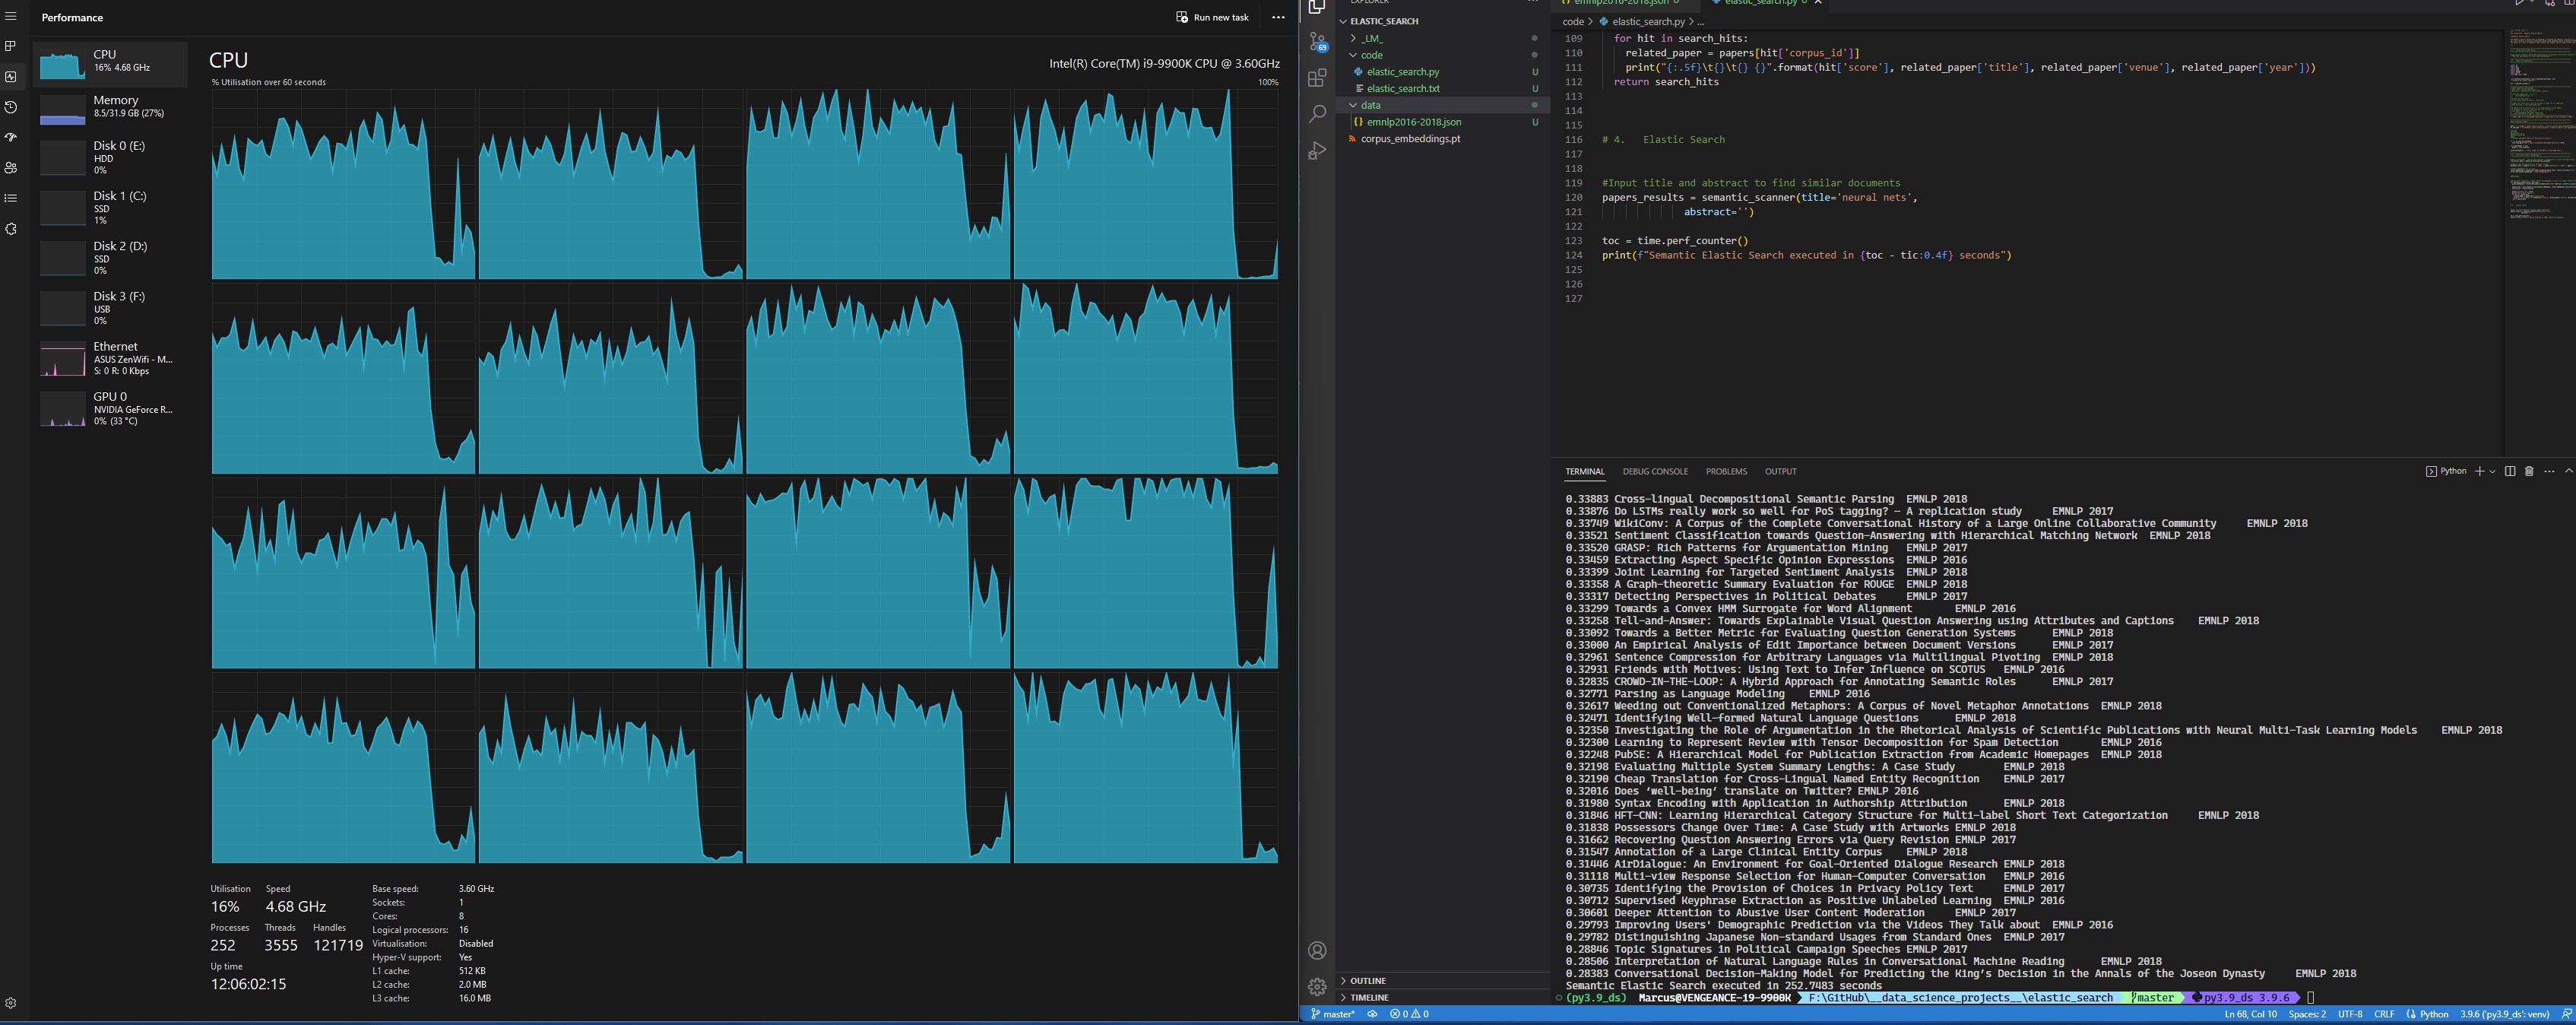 Performance
Run new task
CPU
16% 4.68 GHz
Memory
8.5/31.9 GB (27%)
Disk 0 (E:)
HDD
0%
Disk 1 (C:)
SSD
1%
Disk 2 (D:)
SSD
0%
Disk 3 (F:)
USB
0%
Ethernet
ASUS ZenWifi - M...
S: 0 R: 0 Kbps
GPU 0
NVIDIA GeForce R...
0% (33 °C)
CPU
Intel(R) Core(TM) i9-9900K CPU @ 3.60GHz
% Utilisation over 60 seconds
100%
Utilisation Speed
16% 4.68 GHz
Processes Threads Handles
252 3555 121719
Up time
12:06:02:15
Base speed: 3.60 GHz
Sockets: 1
Cores: 8
Logical processors: 16
Virtualisation: Disabled
Hyper-V support: Yes
L1 cache: 512 KB
L2 cache: 2.0 MB
L3 cache: 16.0 MB
EXPLORER
ELASTIC_SEARCH
_LM_
code
elastic_search.py U
elastic_search.txt U
data
{} emnlp2016-2018.json U
corpus_embeddings.pt
69
OUTLINE
TIMELINE
emnlp2016-2018.json U
elastic_search.py U
code > elastic_search.py > ...
109 for hit in search_hits:
110 related_paper = papers[hit['corpus_id']]
111 print("{:.5f}\t{}\t{} {}".format(hit['score'], related_paper['title'], related_paper['venue'], related_paper['year']))
112 return search_hits
113
114
115
116 # 4. Elastic Search
117
118
119 #Input title and abstract to find similar documents
120 papers_results = semantic_scanner(title='neural nets',
121 abstract='')
122
123 toc = time.perf_counter()
124 print(f"Semantic Elastic Search executed in {toc - tic:0.4f} seconds")
125
126
127
TERMINAL DEBUG CONSOLE PROBLEMS OUTPUT
Python
0.33883 Cross-lingual Decompositional Semantic Parsing EMNLP 2018
0.33876 Do LSTMs really work so well for PoS tagging? – A replication study EMNLP 2017
0.33749 WikiConv: A Corpus of the Complete Conversational History of a Large Online Collaborative Community EMNLP 2018
0.33521 Sentiment Classification towards Question-Answering with Hierarchical Matching Network EMNLP 2018
0.33520 GRASP: Rich Patterns for Argumentation Mining EMNLP 2017
0.33459 Extracting Aspect Specific Opinion Expressions EMNLP 2016
0.33399 Joint Learning for Targeted Sentiment Analysis EMNLP 2018
0.33358 A Graph-theoretic Summary Evaluation for ROUGE EMNLP 2018
0.33317 Detecting Perspectives in Political Debates EMNLP 2017
0.33299 Towards a Convex HMM Surrogate for Word Alignment EMNLP 2016
0.33258 Tell-and-Answer: Towards Explainable Visual Question Answering using Attributes and Captions EMNLP 2018
0.33092 Towards a Better Metric for Evaluating Question Generation Systems EMNLP 2018
0.33000 An Empirical Analysis of Edit Importance between Document Versions EMNLP 2017
0.32961 Sentence Compression for Arbitrary Languages via Multilingual Pivoting EMNLP 2018
0.32931 Friends with Motives: Using Text to Infer Influence on SCOTUS EMNLP 2016
0.32835 CROWD-IN-THE-LOOP: A Hybrid Approach for Annotating Semantic Roles EMNLP 2017
0.32771 Parsing as Language Modeling EMNLP 2016
0.32617 Weeding out Conventionalized Metaphors: A Corpus of Novel Metaphor Annotations EMNLP 2018
0.32471 Identifying Well-formed Natural Language Questions EMNLP 2018
0.32350 Investigating the Role of Argumentation in the Rhetorical Analysis of Scientific Publications with Neural Multi-Task Learning Models EMNLP 2018
0.32300 Learning to Represent Review with Tensor Decomposition for Spam Detection EMNLP 2016
0.32248 PubSE: A Hierarchical Model for Publication Extraction from Academic Homepages EMNLP 2018
0.32198 Evaluating Multiple System Summary Lengths: A Case Study EMNLP 2018
0.32190 Cheap Translation for Cross-Lingual Named Entity Recognition EMNLP 2017
0.32016 Does ‘well-being’ translate on Twitter? EMNLP 2016
0.31980 Syntax Encoding with Application in Authorship Attribution EMNLP 2018
0.31846 HFT-CNN: Learning Hierarchical Category Structure for Multi-label Short Text Categorization EMNLP 2018
0.31838 Possessors Change Over Time: A Case Study with Artworks EMNLP 2018
0.31662 Recovering Question Answering Errors via Query Revision EMNLP 2017
0.31547 Annotation of a Large Clinical Entity Corpus EMNLP 2018
0.31446 AirDialogue: An Environment for Goal-Oriented Dialogue Research EMNLP 2018
0.31118 Multi-view Response Selection for Human-Computer Conversation EMNLP 2016
0.30735 Identifying the Provision of Choices in Privacy Policy Text EMNLP 2017
0.30712 Supervised Keyphrase Extraction as Positive Unlabeled Learning EMNLP 2016
0.30601 Deeper Attention to Abusive User Content Moderation EMNLP 2017
0.29793 Improving Users' Demographic Prediction via the Videos They Talk about EMNLP 2016
0.29782 Distinguishing Japanese Non-standard Usages from Standard Ones EMNLP 2017
0.28846 Topic Signatures in Political Campaign Speeches EMNLP 2017
0.28506 Interpretation of Natural Language Rules in Conversational Machine Reading EMNLP 2018
0.28383 Conversational Decision-Making Model for Predicting the King’s Decision in the Annals of the Joseon Dynasty EMNLP 2018
Semantic Elastic Search executed in 252.7483 seconds
(py3.9_ds) Marcus@VENGEANCE-19-9900K F:\GitHub\__data_science_projects__\elastic_search master py3.9_ds 3.9.6
master* 0 0 Ln 68, Col 10 Spaces: 2 UTF-8 CRLF Python 3.9.6 ('py3.9_ds': venv)